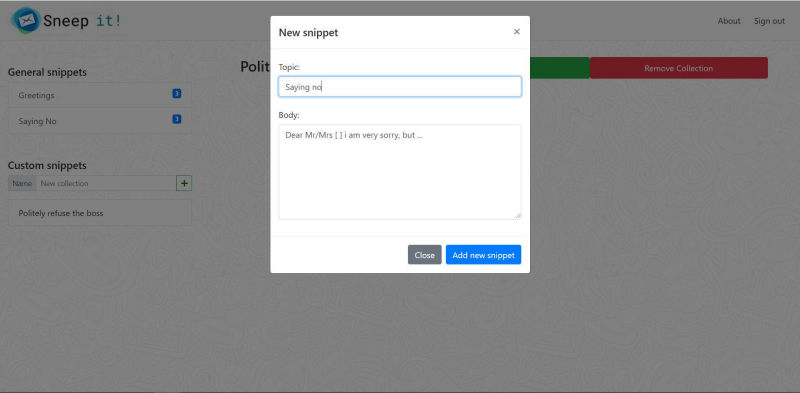 Sneep it!
About
Sign out
General snippets
Greetings
3
Saying No
3
Custom snippets
Name
New collection
+
Politely refuse the boss
Polit
Remove Collection
New snippet
×
Topic:
Saying no
Body:
Dear Mr/Mrs [ ] i am very sorry, but ...
Close
Add new snippet